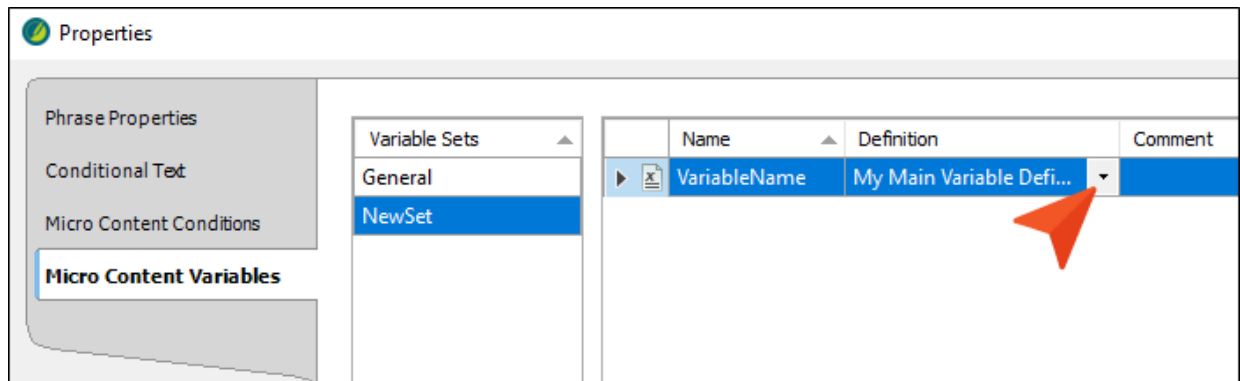 Properties
Phrase Properties
Conditional Text
Micro Content Conditions
Micro Content Variables
Variable Sets
General
NewSet
Name Definition Comment
VariableName My Main Variable Defi...